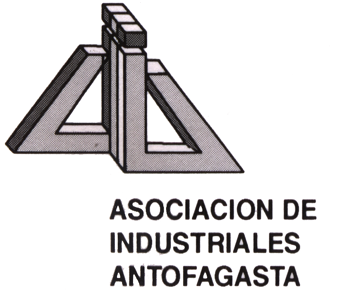 ASOCIACION DE
INDUSTRIALES
ANTOFAGASTA